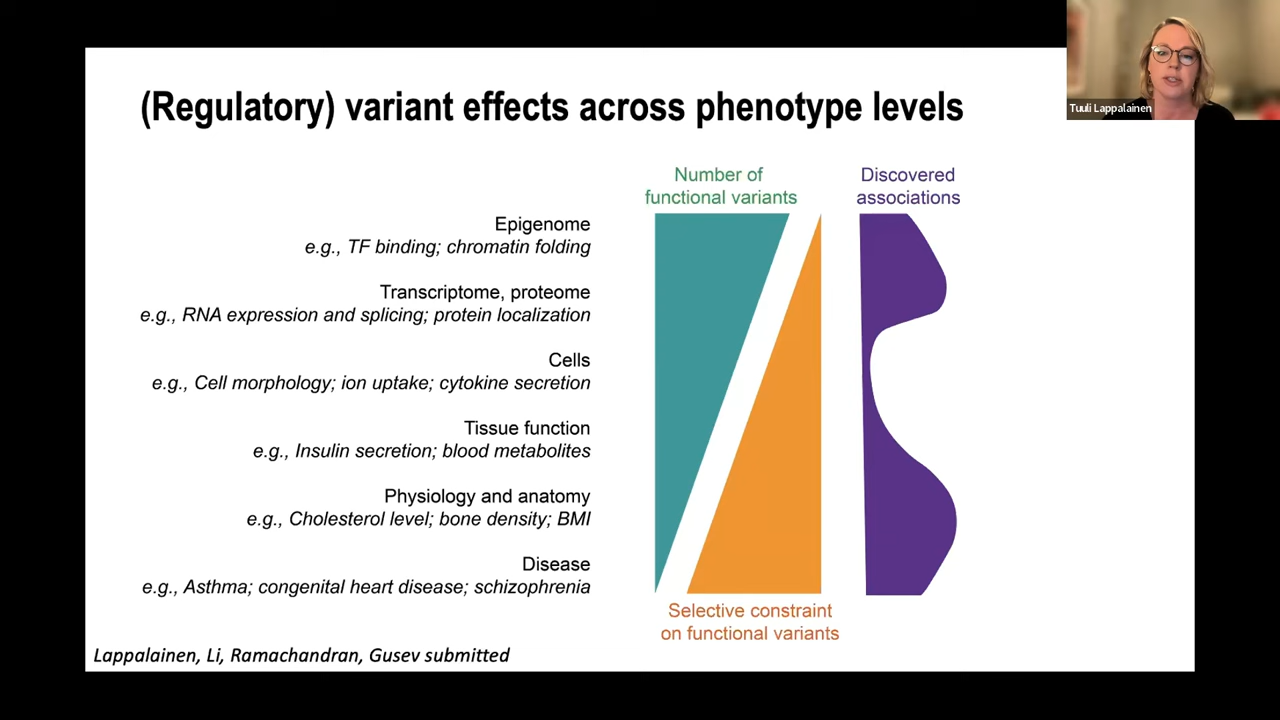 (Regulatory) variant effects across phenotype levels
Tuuli Lappalainen
Number of
functional variants
Discovered
associations
Epigenome
e.g., TF binding; chromatin folding
Transcriptome, proteome
e.g., RNA expression and splicing; protein localization
Cells
e.g., Cell morphology; ion uptake; cytokine secretion
Tissue function
e.g., Insulin secretion; blood metabolites
Physiology and anatomy
e.g., Cholesterol level; bone density; BMI
Disease
e.g., Asthma; congenital heart disease; schizophrenia
Selective constraint
on functional variants
Lappalainen, Li, Ramachandran, Gusev submitted